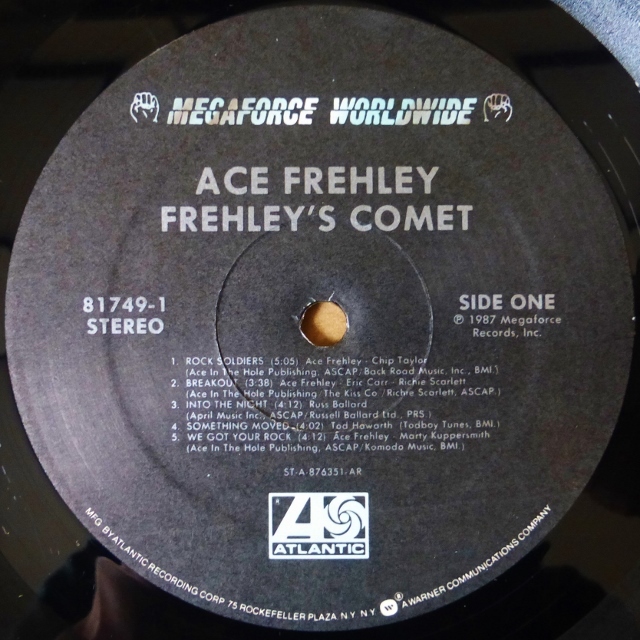 MEGAFORCE WORLDWIDE
ACE FREHLEY
FREHLEY'S COMET
81749-1
STEREO
SIDE ONE
℗ 1987 Megaforce
Records, Inc.
1. ROCK SOLDIERS (5:05) Ace Frehley - Chip Taylor
(Ace In The Hole Publishing, ASCAP/Back Road Music, Inc., BMI.)
2. BREAKOUT (3:38) Ace Frehley - Eric Carr - Richie Scarlett
(Ace In The Hole Publishing/The Kiss Co/Richie Scarlett, ASCAP.)
3. INTO THE NIGHT (4:12) Russ Ballard
(April Music Inc., ASCAP/Russell Ballard Ltd., PRS.)
4. SOMETHING MOVED (4:02) Tod Howarth (Todboy Tunes, BMI.)
5. WE GOT YOUR ROCK (4:12) Ace Frehley - Marty Kuppersmith
(Ace In The Hole Publishing, ASCAP/Komodo Music, BMI.)
ST-A-876351-AR
ATLANTIC
MFG BY ATLANTIC RECORDING CORP 75 ROCKEFELLER PLAZA. N.Y. N.Y. ® A WARNER COMMUNICATIONS COMPANY